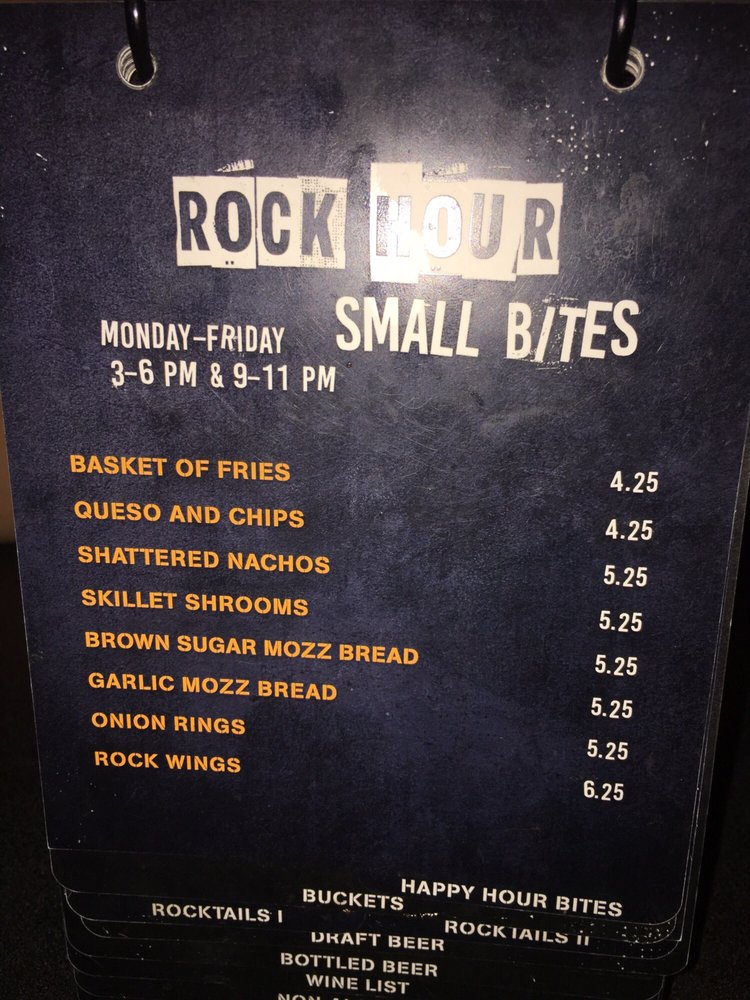 RÖCK HOUR
SMALL BITES
MONDAY–FRIDAY
3–6 PM & 9–11 PM
BASKET OF FRIES 4.25
QUESO AND CHIPS 4.25
SHATTERED NACHOS 5.25
SKILLET SHROOMS 5.25
BROWN SUGAR MOZZ BREAD 5.25
GARLIC MOZZ BREAD 5.25
ONION RINGS 5.25
ROCK WINGS 6.25
HAPPY HOUR BITES
BUCKETS
ROCKTAILS I
ROCKTAILS II
DRAFT BEER
BOTTLED BEER
WINE LIST